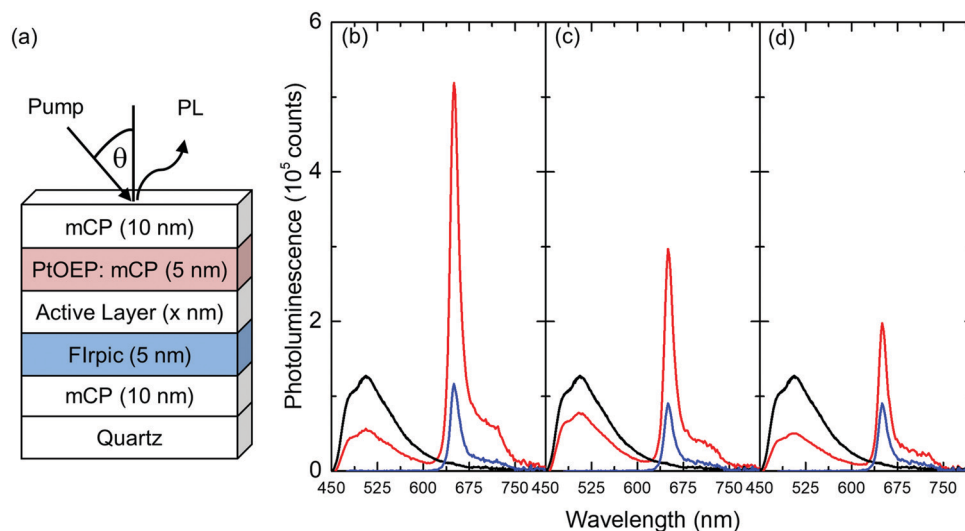 (a)
Pump
PL
θ
mCP (10 nm)
PtOEP: mCP (5 nm)
Active Layer (x nm)
FIrpic (5 nm)
mCP (10 nm)
Quartz
Photoluminescence (10⁵ counts)
6
4
2
0
(b)
(c)
(d)
450 525 600 675 750 450 525 600 675 750 450 525 600 675 750
Wavelength (nm)